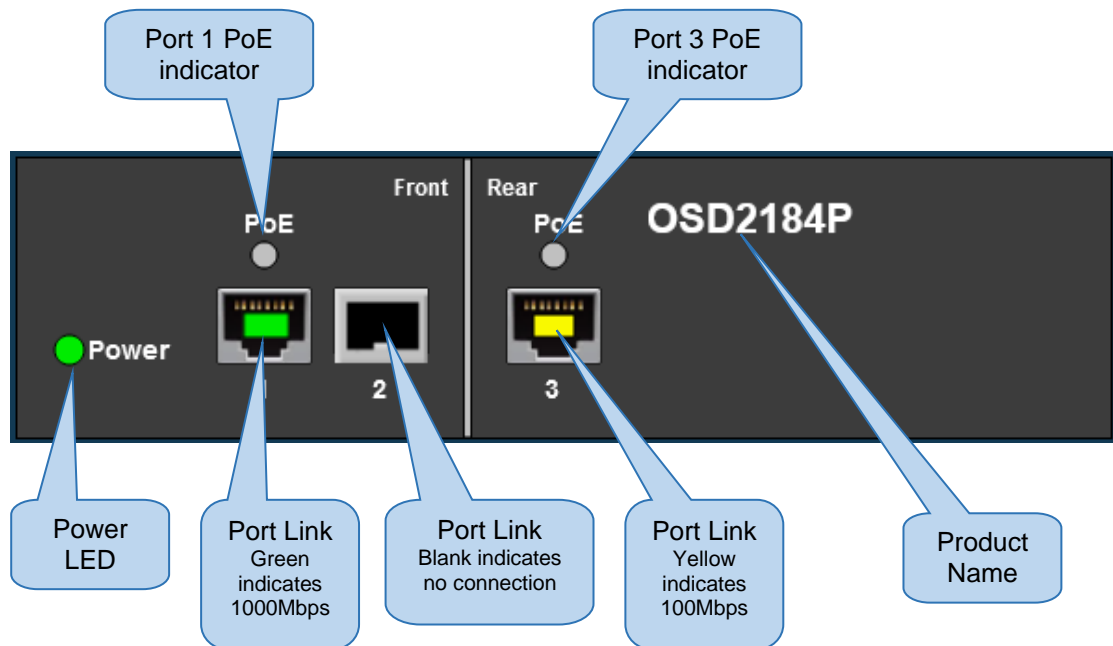 Port 1 PoE
indicator
Port 3 PoE
indicator
Front
Rear
PoE
PoE
OSD2184P
Power
1
2
3
Power
LED
Port Link
Green
indicates
1000Mbps
Port Link
Blank indicates
no connection
Port Link
Yellow
indicates
100Mbps
Product
Name